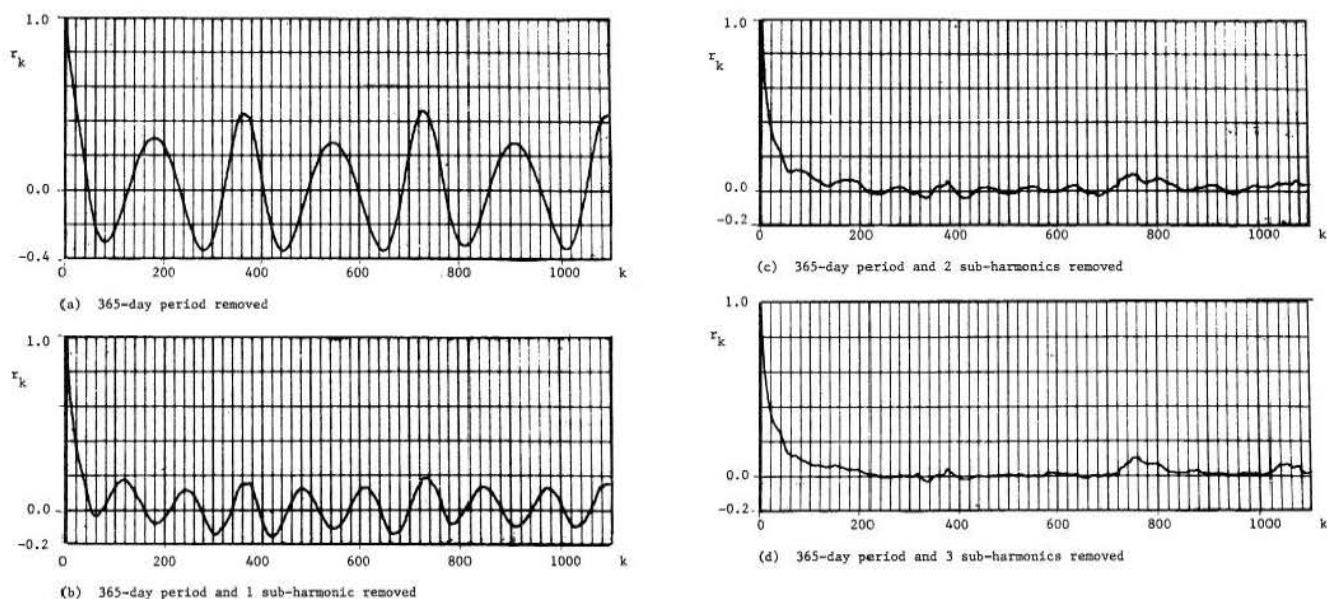 1.0
r_k
0.0
-0.4
0 200 400 600 800 1000 k
(a) 365-day period removed
1.0
r_k
0.0
-0.2
0 200 400 600 800 1000 k
(b) 365-day period and 1 sub-harmonic removed
1.0
r_k
0.0
-0.2
0 200 400 600 800 1000 k
(c) 365-day period and 2 sub-harmonics removed
1.0
r_k
0.0
-0.2
0 200 400 600 800 1000 k
(d) 365-day period and 3 sub-harmonics removed